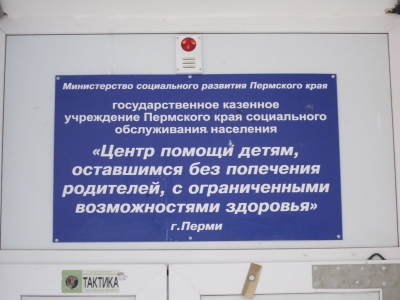 Министерство социального развития Пермского края
государственное казенное
учреждение Пермского края социального
обслуживания населения
«Центр помощи детям,
оставшимся без попечения
родителей, с ограниченными
возможностями здоровья»
г.Перми
ТАКТИКА